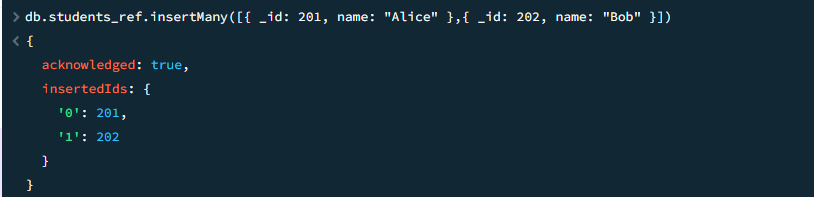 > db.students_ref.insertMany([{ _id: 201, name: "Alice" },{ _id: 202, name: "Bob" }])
< {
    acknowledged: true,
    insertedIds: {
      '0': 201,
      '1': 202
    }
  }